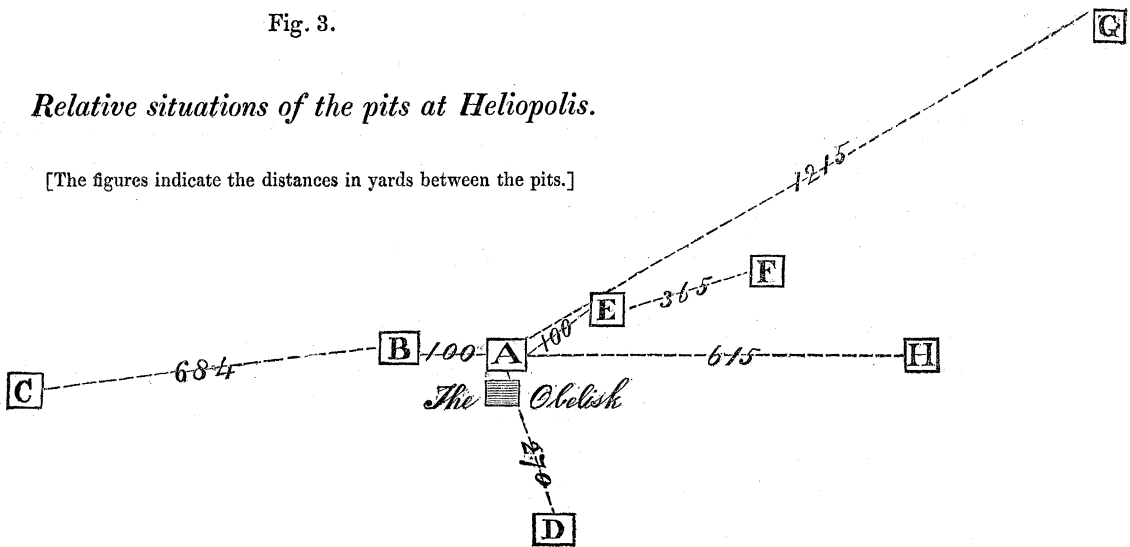 Fig. 3.
G
Relative situations of the pits at Heliopolis.
1215
[The figures indicate the distances in yards between the pits.]
F
365
E
100
B 100 A 615 H
684
C
The Obelisk
D